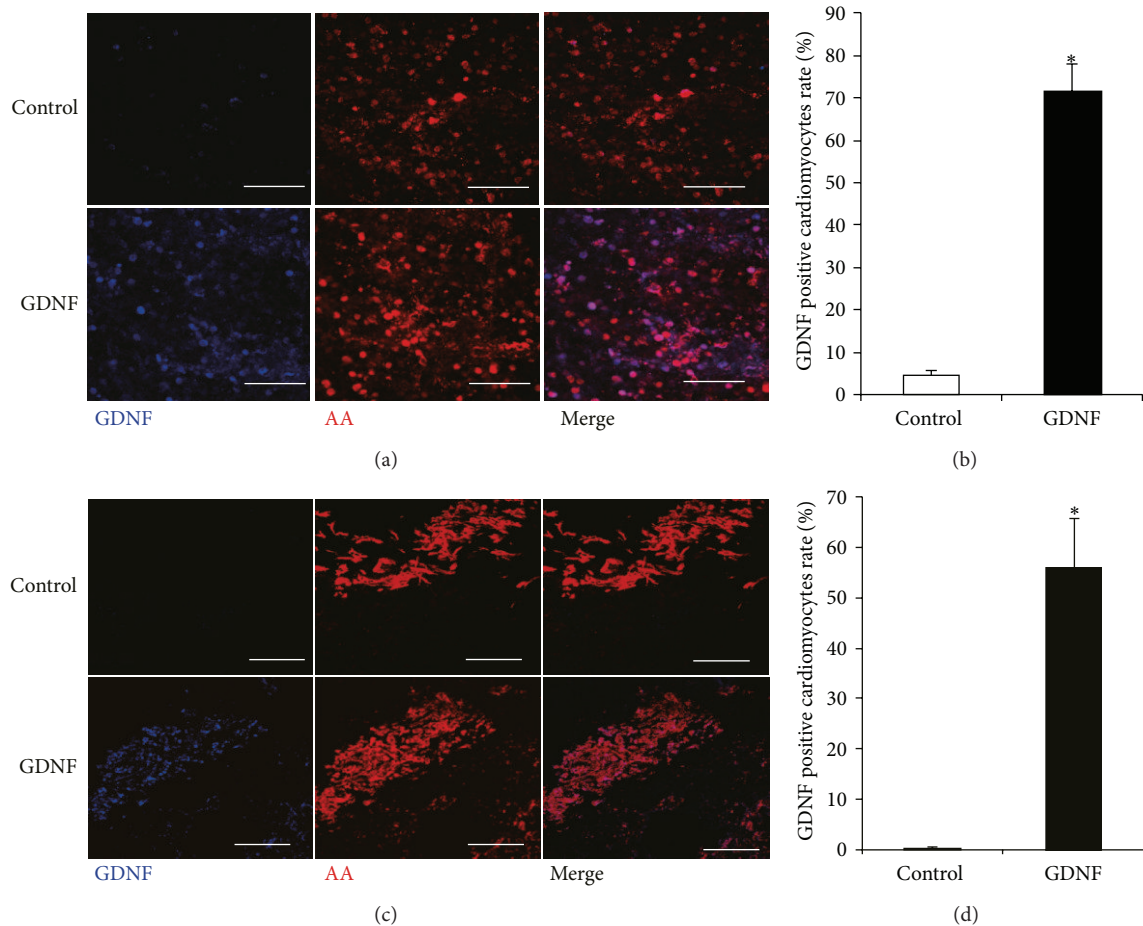 Control
GDNF
GDNF
AA
Merge
(a)
GDNF positive cardiomyocytes rate (%)
90
80
70
60
50
40
30
20
10
0
*
Control
GDNF
(b)
Control
GDNF
GDNF
AA
Merge
(c)
GDNF positive cardiomyocytes rate (%)
70
60
50
40
30
20
10
0
*
Control
GDNF
(d)